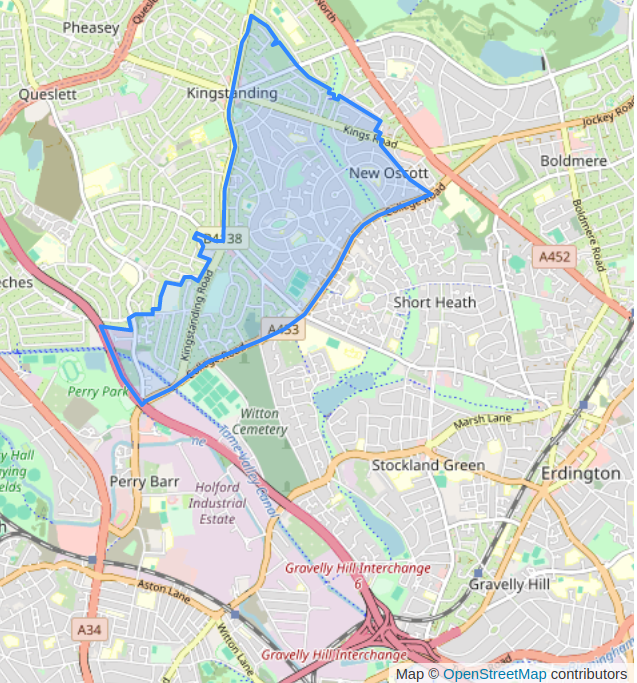 North
Pheasey
Queslett
Queslett
Kingstanding
Kings Road
Jockey Road
New Oscott
Boldmere
College Road
Boldmere Road
B4138
A452
Kingstanding Road
Short Heath
A453
College Road
Perry Park
Witton
Cemetery
Marsh Lane
Tame Valley Canal
Stockland Green
Erdington
Perry Barr
Holford
Industrial
Estate
Gravelly Hill Interchange
6
Gravelly Hill
Aston Lane
A34
Witton Lane
Gravelly Hill Interchange
Map © OpenStreetMap contributors